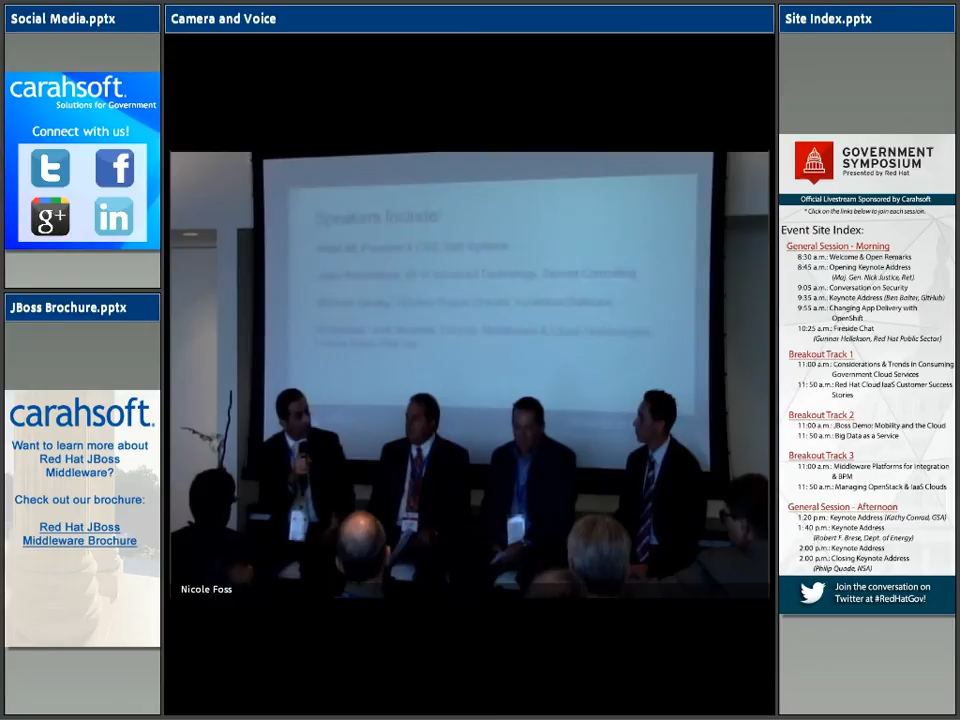 Social Media.pptx
carahsoft.
Solutions for Government
Connect with us!
JBoss Brochure.pptx
carahsoft.
Want to learn more about
Red Hat JBoss
Middleware?
Check out our brochure:
Red Hat JBoss
Middleware Brochure
Camera and Voice
Speakers Include:
Nicole Foss
Site Index.pptx
GOVERNMENT
SYMPOSIUM
Presented by Red Hat
Official Livestream Sponsored by Carahsoft
* Click on the links below to join each session.
Event Site Index:
General Session - Morning
8:30 a.m.: Welcome & Open Remarks
8:45 a.m.: Opening Keynote Address
(Maj. Gen. Nick Justice, Ret)
9:05 a.m.: Conversation on Security
9:35 a.m.: Keynote Address (Ben Balter, GitHub)
9:55 a.m.: Changing App Delivery with
OpenShift
10:25 a.m.: Fireside Chat
(Gunnar Hellekson, Red Hat Public Sector)
Breakout Track 1
11:00 a.m.: Considerations & Trends in Consuming
Government Cloud Services
11: 50 a.m.: Red Hat Cloud IaaS Customer Success
Stories
Breakout Track 2
11:00 a.m.: JBoss Demo: Mobility and the Cloud
11: 50 a.m.: Big Data as a Service
Breakout Track 3
11:00 a.m.: Middleware Platforms for Integration
& BPM
11: 50 a.m.: Managing OpenStack & IaaS Clouds
General Session - Afternoon
1:20 p.m.: Keynote Address (Kathy Conrad, GSA)
1: 40 p.m.: Keynote Address
(Robert F. Brese, Dept. of Energy)
2:00 p.m.: Keynote Address
2:00 p.m.: Closing Keynote Address
(Philip Quade, NSA)
Join the conversation on
Twitter at #RedHatGov!